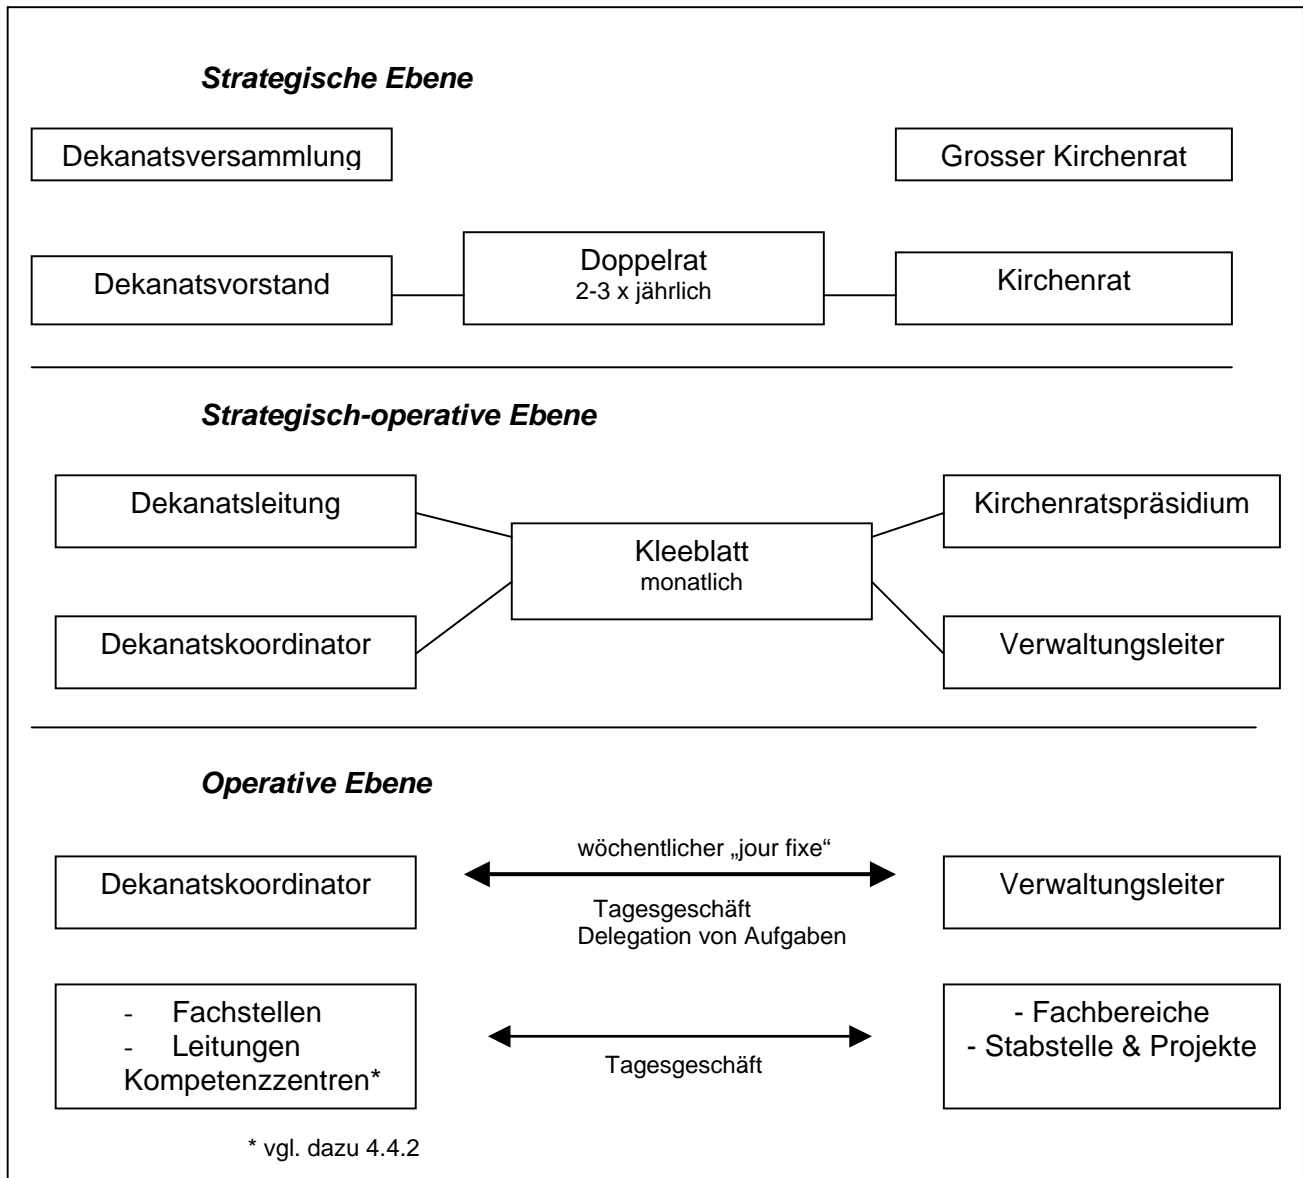 Strategische Ebene
Dekanatsversammlung
Grosser Kirchenrat
Dekanatsvorstand
Doppelrat
2-3 x jährlich
Kirchenrat
Strategisch-operative Ebene
Dekanatsleitung
Kirchenratspräsidium
Kleeblatt
monatlich
Dekanatskoordinator
Verwaltungsleiter
Operative Ebene
wöchentlicher „jour fixe“
Dekanatskoordinator
Verwaltungsleiter
Tagesgeschäft
Delegation von Aufgaben
- Fachstellen
- Leitungen
Kompetenzzentren*
Tagesgeschäft
- Fachbereiche
- Stabstelle & Projekte
* vgl. dazu 4.4.2